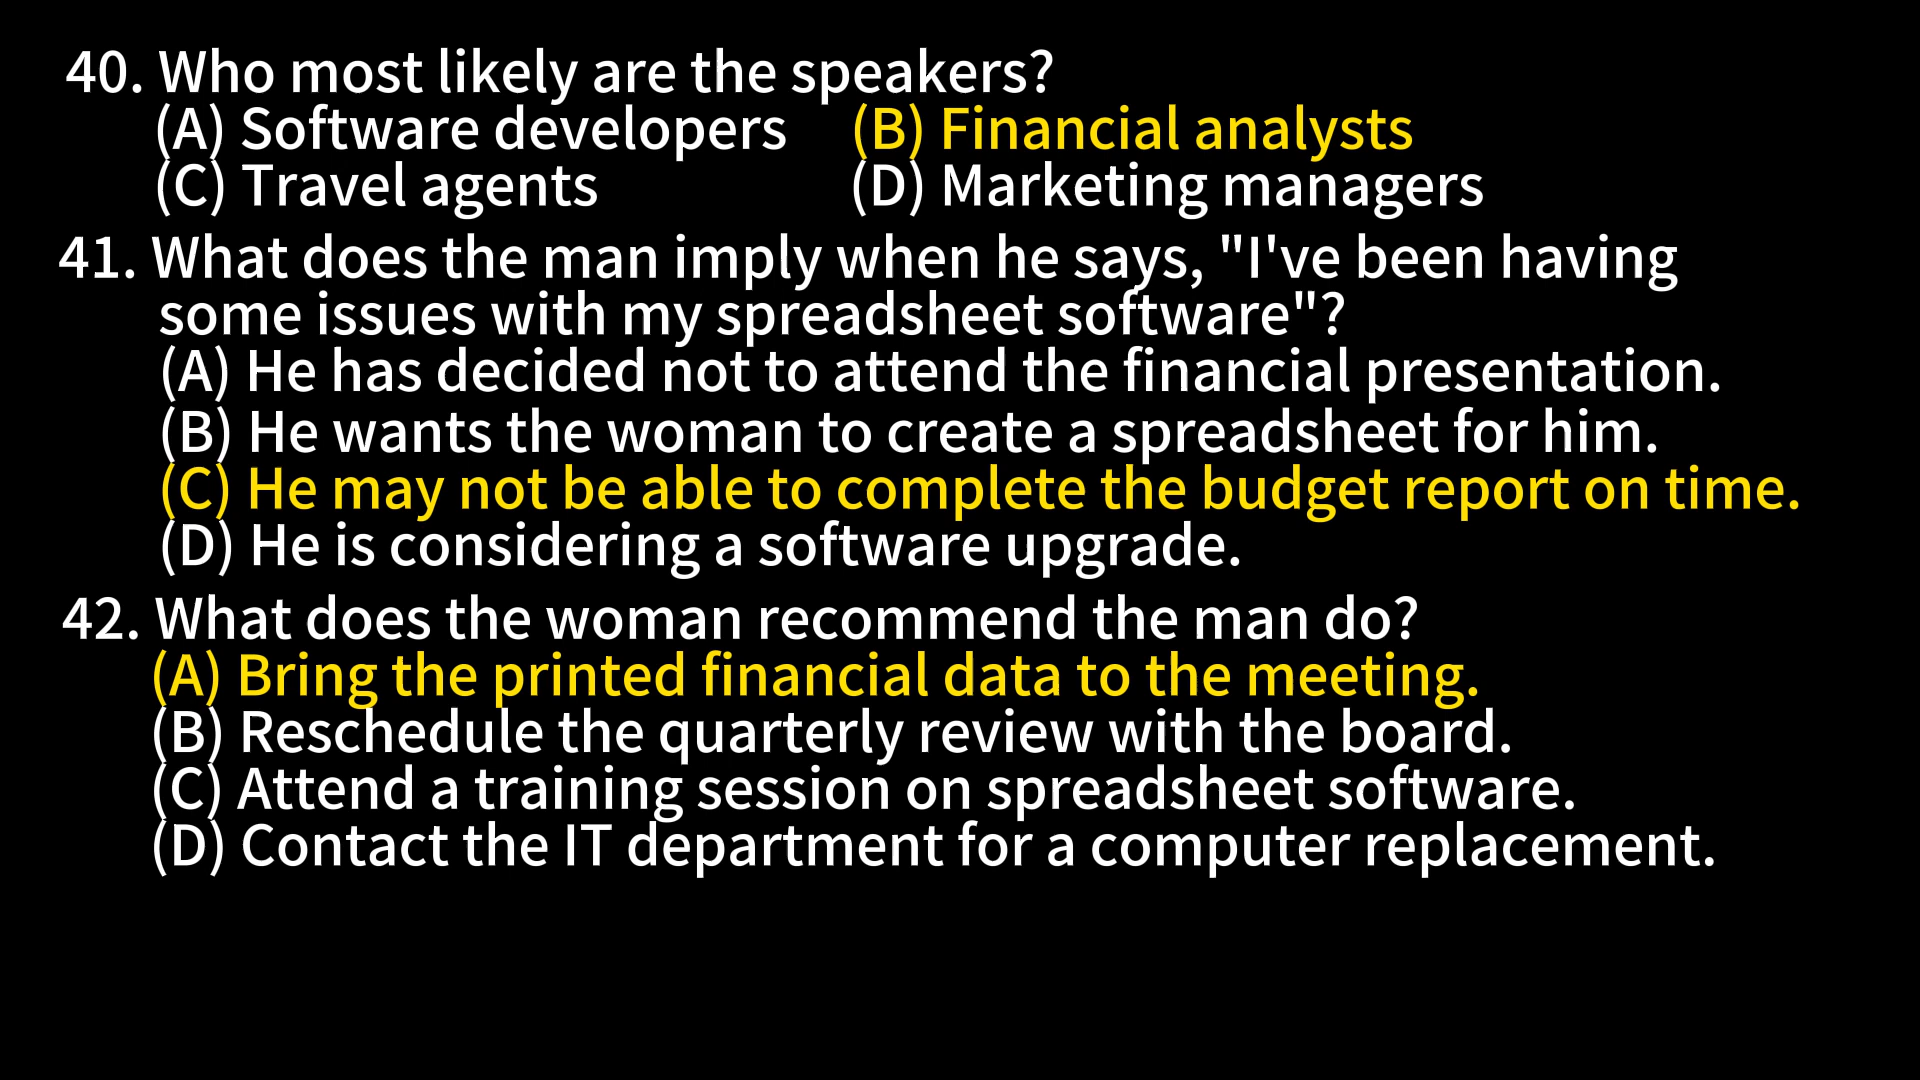 40. Who most likely are the speakers?
(A) Software developers (B) Financial analysts
(C) Travel agents (D) Marketing managers
41. What does the man imply when he says, "I've been having
some issues with my spreadsheet software"?
(A) He has decided not to attend the financial presentation.
(B) He wants the woman to create a spreadsheet for him.
(C) He may not be able to complete the budget report on time.
(D) He is considering a software upgrade.
42. What does the woman recommend the man do?
(A) Bring the printed financial data to the meeting.
(B) Reschedule the quarterly review with the board.
(C) Attend a training session on spreadsheet software.
(D) Contact the IT department for a computer replacement.